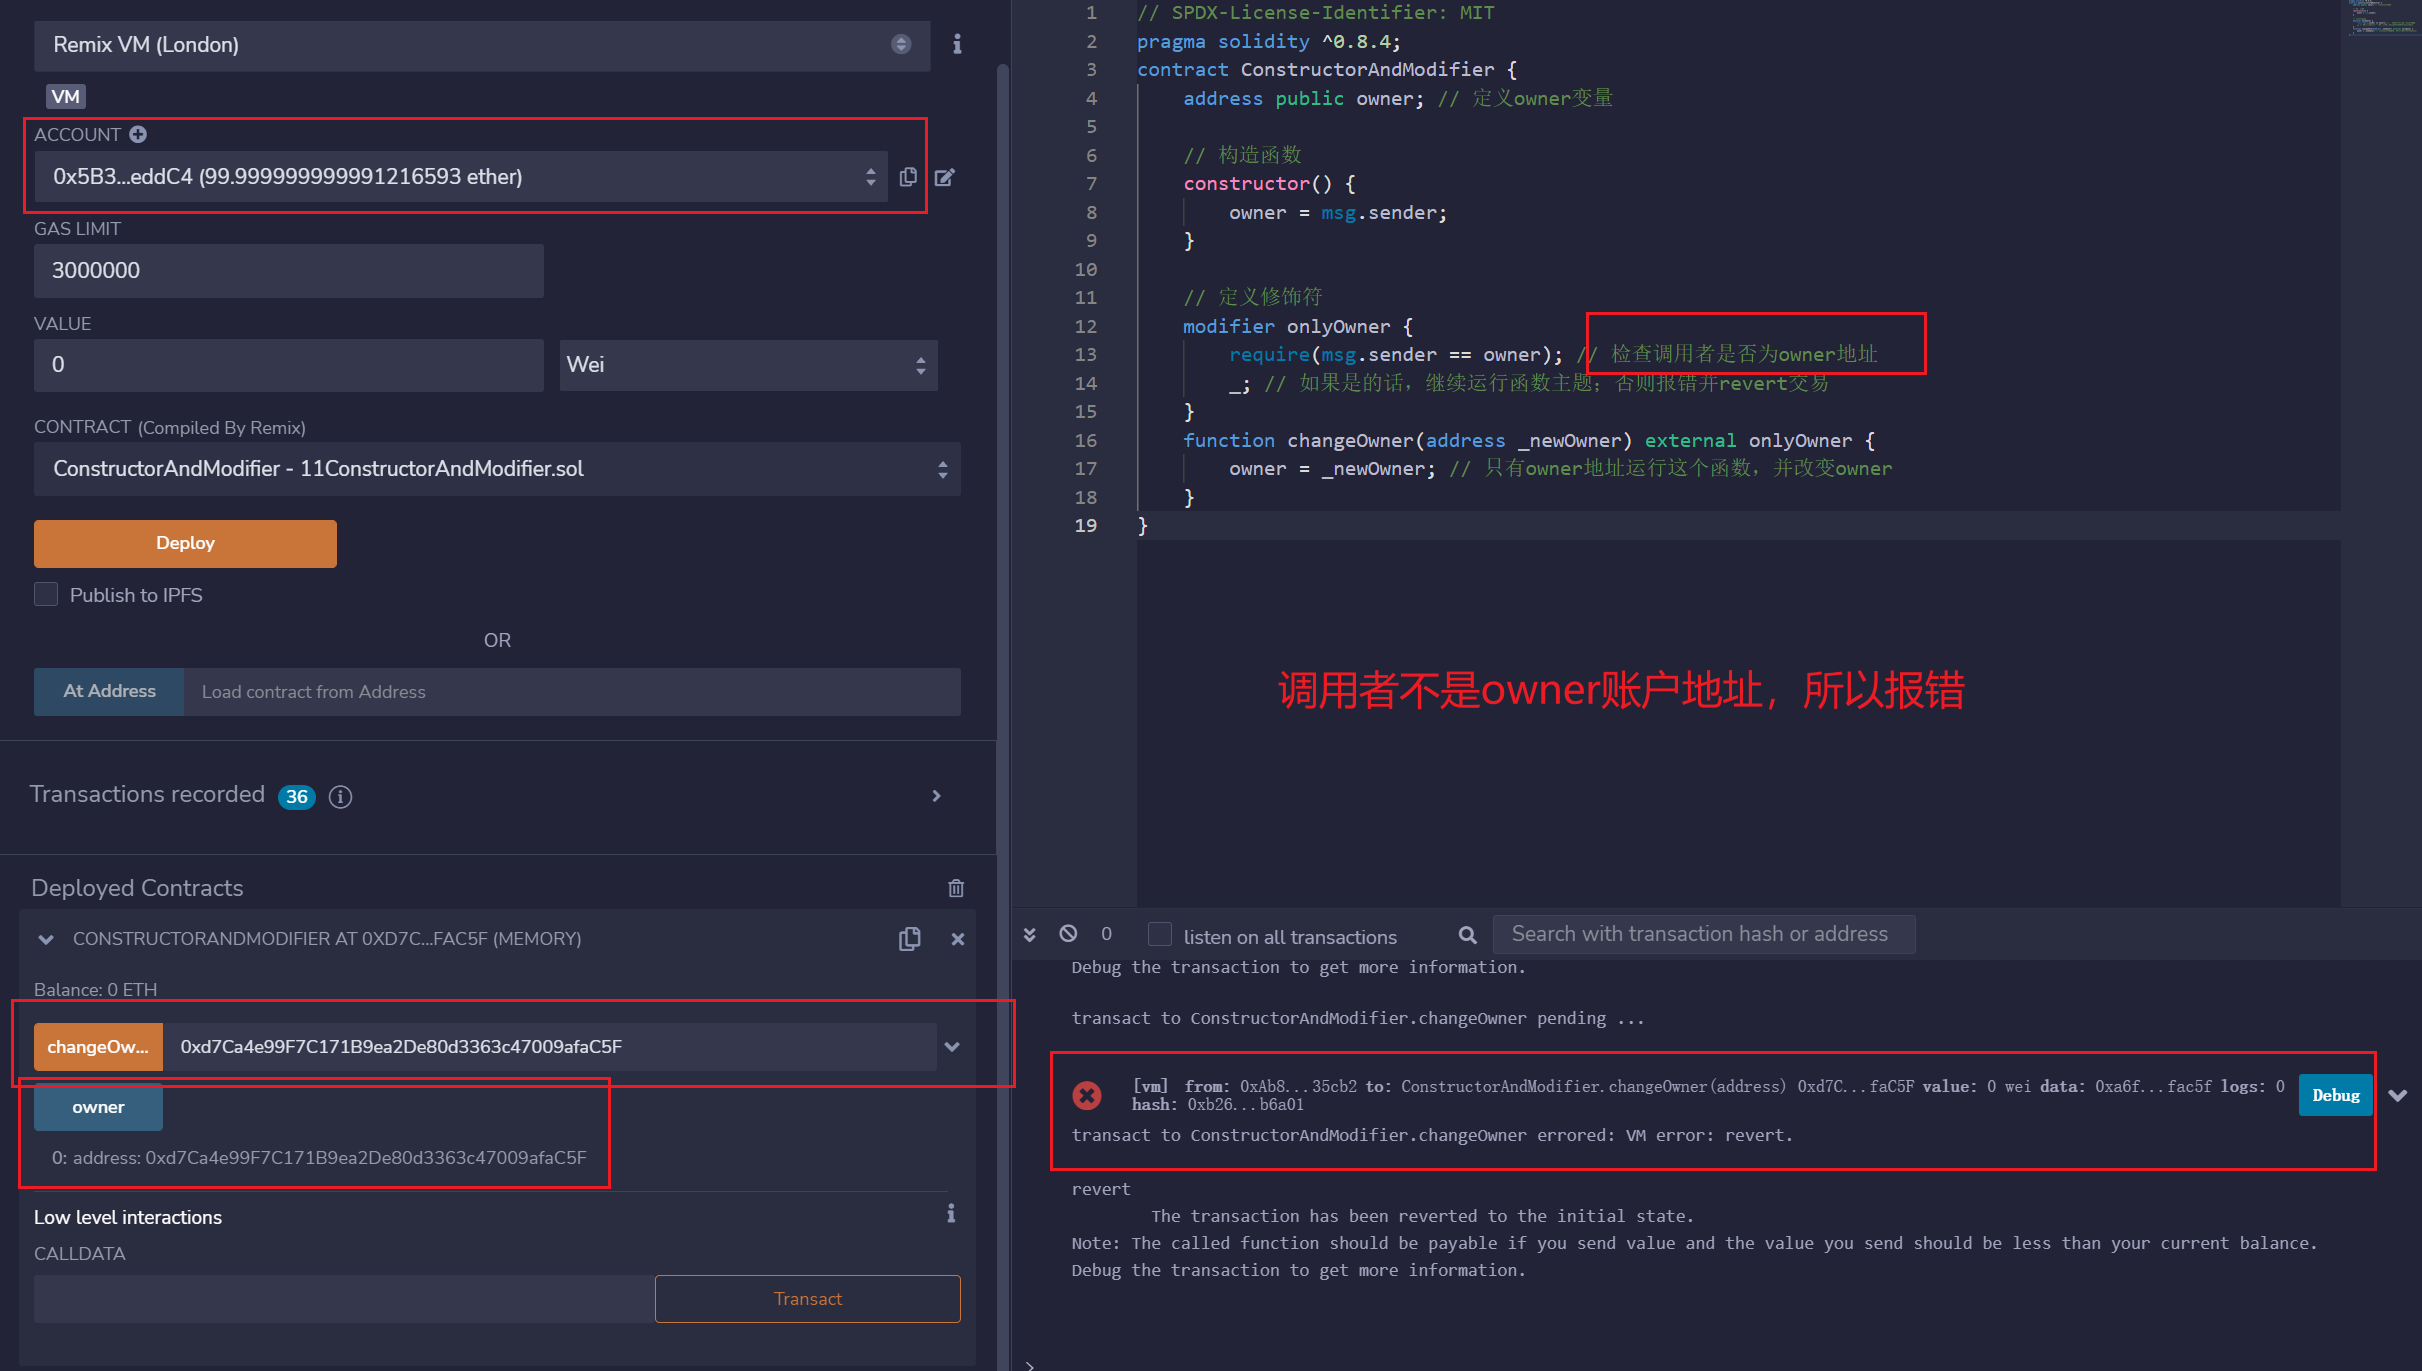 Remix VM (London)
VM
ACCOUNT
0x5B3...eddC4 (99.999999999991216593 ether)
GAS LIMIT
3000000
VALUE
0
Wei
CONTRACT (Compiled By Remix)
ConstructorAndModifier - 11ConstructorAndModifier.sol
Deploy
Publish to IPFS
OR
At Address
Load contract from Address
Transactions recorded 36
Deployed Contracts
CONSTRUCTORANDMODIFIER AT 0XD7C...FAC5F (MEMORY)
Balance: 0 ETH
changeOw...
0xd7Ca4e99F7C171B9ea2De80d3363c47009afaC5F
owner
0: address: 0xd7Ca4e99F7C171B9ea2De80d3363c47009afaC5F
Low level interactions
CALLDATA
Transact
1 // SPDX-License-Identifier: MIT
2 pragma solidity ^0.8.4;
3 contract ConstructorAndModifier {
4 address public owner; // 定义owner变量
5
6 // 构造函数
7 constructor() {
8 owner = msg.sender;
9 }
10
11 // 定义修饰符
12 modifier onlyOwner {
13 require(msg.sender == owner); // 检查调用者是否为owner地址
14 _; // 如果是的话，继续运行函数主题；否则报错并revert交易
15 }
16 function changeOwner(address _newOwner) external onlyOwner {
17 owner = _newOwner; // 只有owner地址运行这个函数，并改变owner
18 }
19 }
调用者不是owner账户地址，所以报错
0
listen on all transactions
Search with transaction hash or address
Debug the transaction to get more information.
transact to ConstructorAndModifier.changeOwner pending ...
[vm] from: 0xAb8...35cb2 to: ConstructorAndModifier.changeOwner(address) 0xd7C...faC5F value: 0 wei data: 0xa6f...fac5f logs: 0
hash: 0xb26...b6a01
Debug
transact to ConstructorAndModifier.changeOwner errored: VM error: revert.
revert
The transaction has been reverted to the initial state.
Note: The called function should be payable if you send value and the value you send should be less than your current balance.
Debug the transaction to get more information.
>